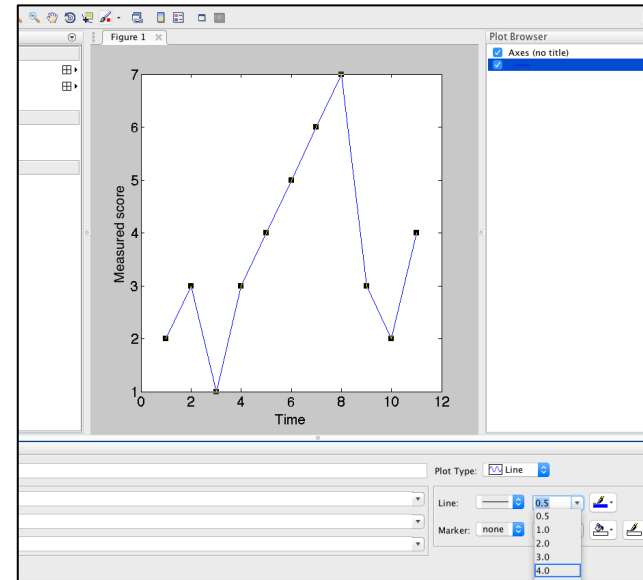 Figure 1
Plot Browser
Axes (no title)
7
6
5
4
3
2
1
Measured score
0 2 4 6 8 10 12
Time
Plot Type: Line
Line: 0.5
0.5
Marker: none 1.0
2.0
3.0
4.0